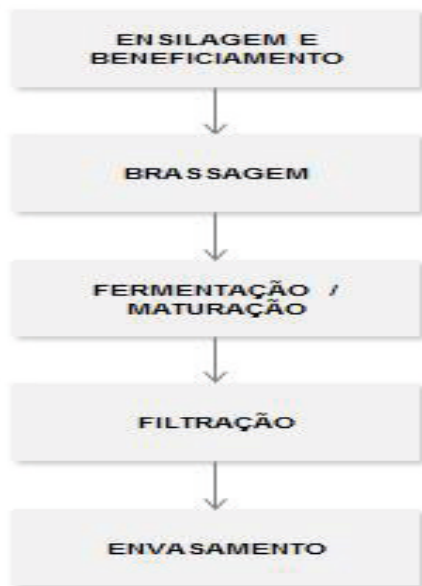 ENSILAGEM E
BENEFICIAMENTO
BRASSAGEM
FERMENTAÇÃO /
MATURAÇÃO
FILTRAÇÃO
ENVASAMENTO